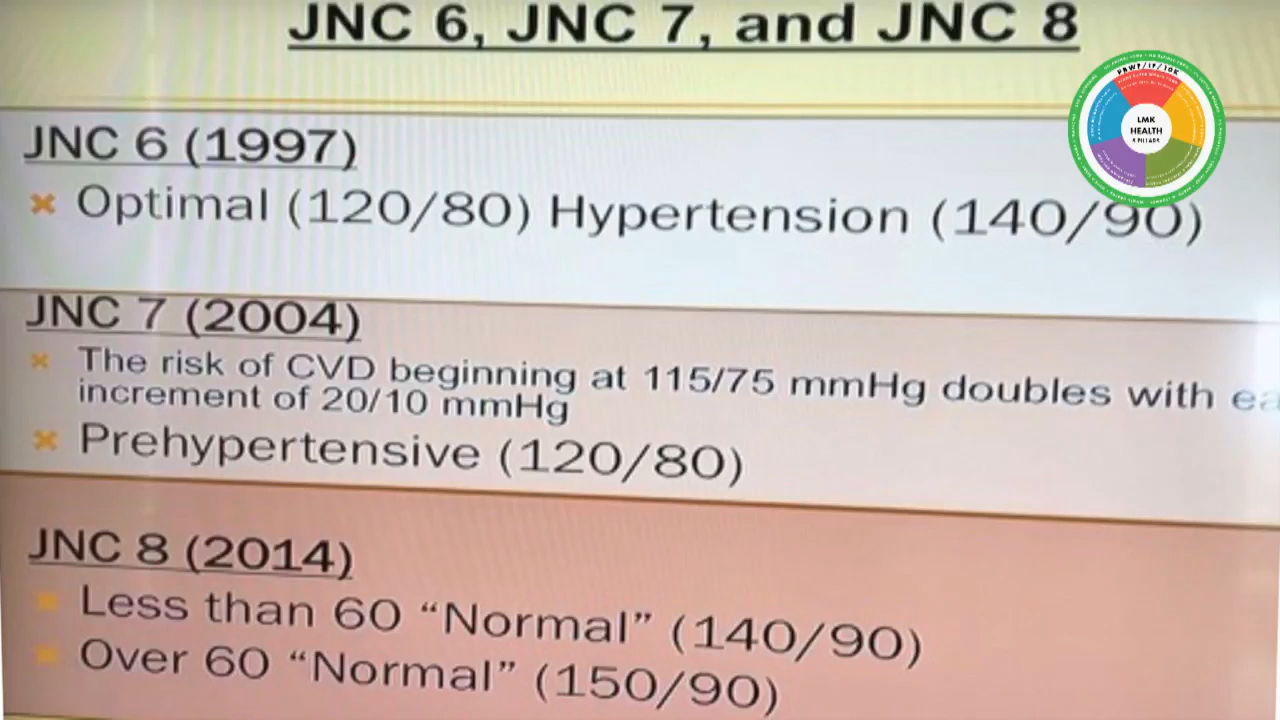 JNC 6, JNC 7, and JNC 8
LMK
HEALTH
5 PILLARS
JNC 6 (1997)
Optimal (120/80) Hypertension (140/90)
JNC 7 (2004)
The risk of CVD beginning at 115/75 mmHg doubles with
increment of 20/10 mmHg
Prehypertensive (120/80)
JNC 8 (2014)
Less than 60 “Normal” (140/90)
Over 60 “Normal” (150/90)